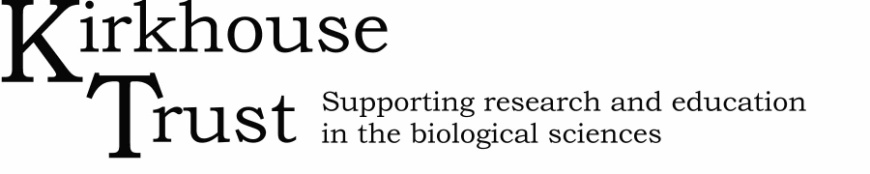 Kirkhouse
Trust
Supporting research and education
in the biological sciences